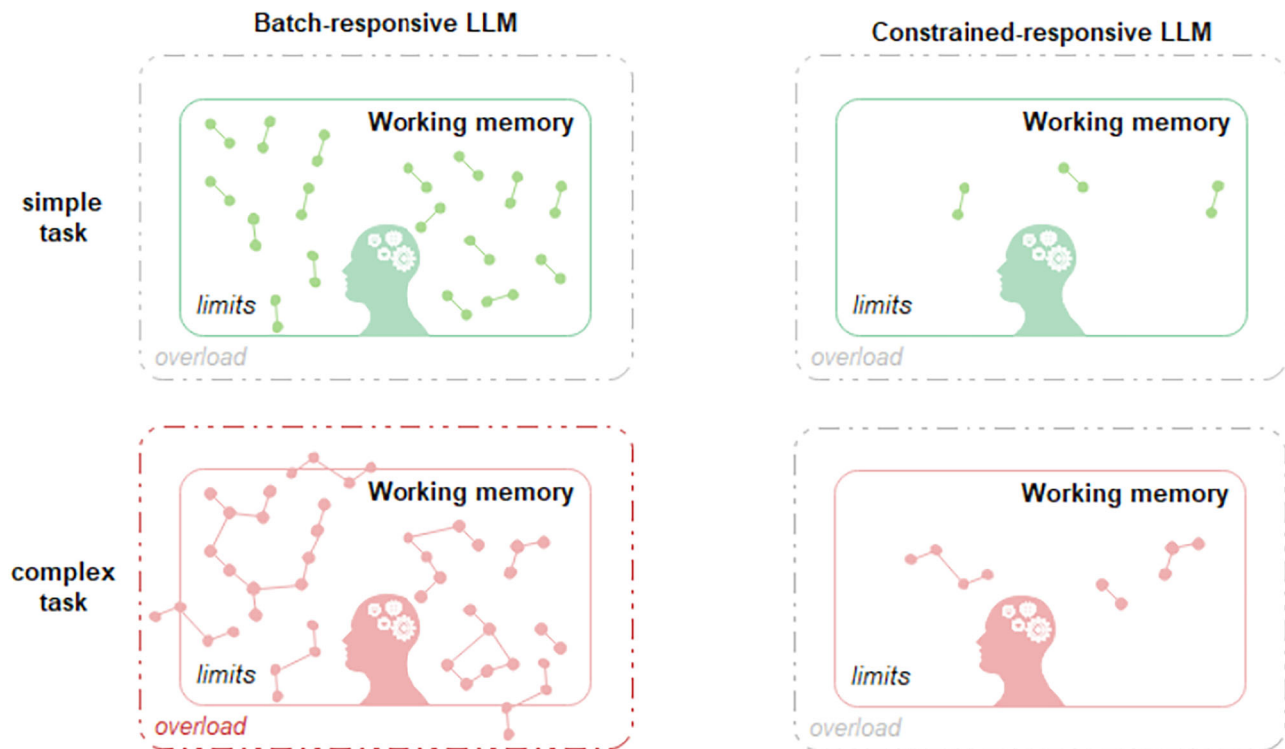 Batch-responsive LLM
Constrained-responsive LLM
simple
task
Working memory
limits
overload
Working memory
limits
overload
complex
task
Working memory
limits
overload
Working memory
limits
overload